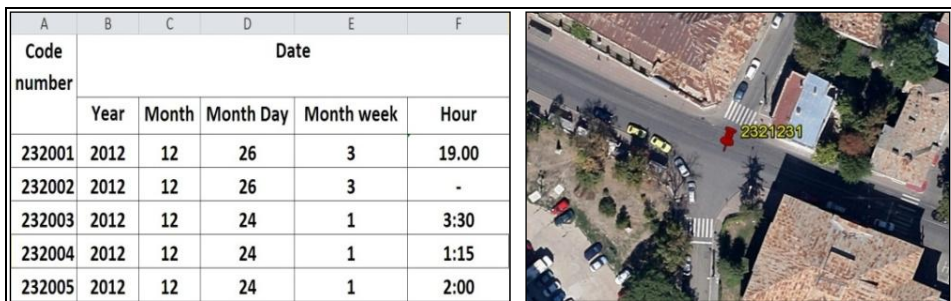 A B C D E F
Code number Date
Year Month Month Day Month week Hour
232001 2012 12 26 3 19.00
232002 2012 12 26 3 -
232003 2012 12 24 1 3:30
232004 2012 12 24 1 1:15
232005 2012 12 24 1 2:00
2321231